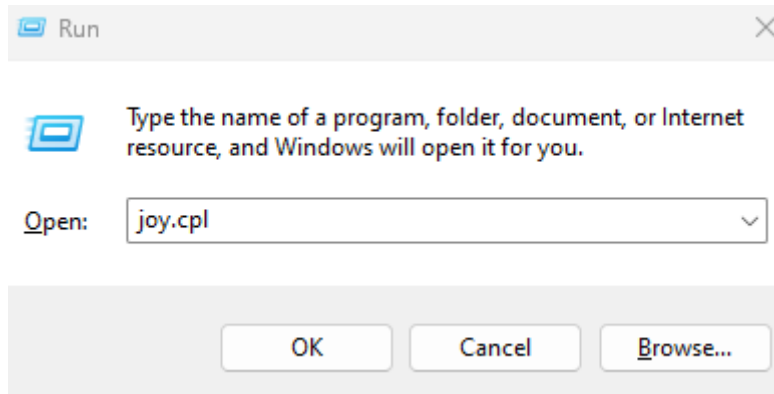 Run
Type the name of a program, folder, document, or Internet
resource, and Windows will open it for you.
Open: joy.cpl
OK Cancel Browse...